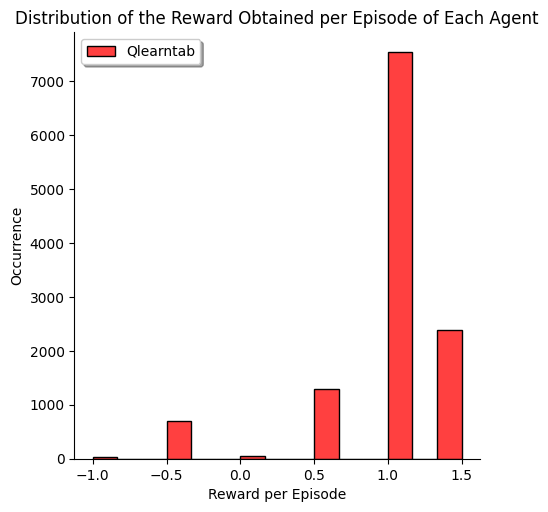 Distribution of the Reward Obtained per Episode of Each Agent
Qlearntab
7000
6000
5000
4000
3000
2000
1000
0
Occurrence
−1.0 −0.5 0.0 0.5 1.0 1.5
Reward per Episode